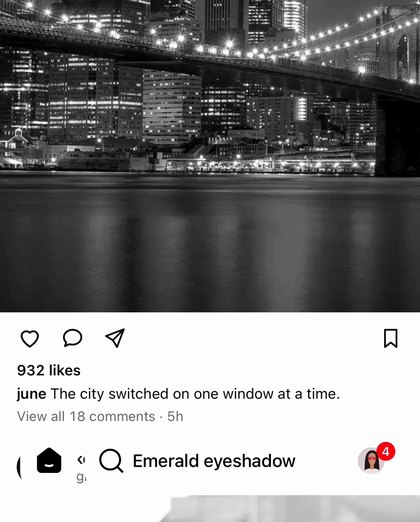 932 likes
june The city switched on one window at a time.
View all 18 comments · 5h
Emerald eyeshadow
4